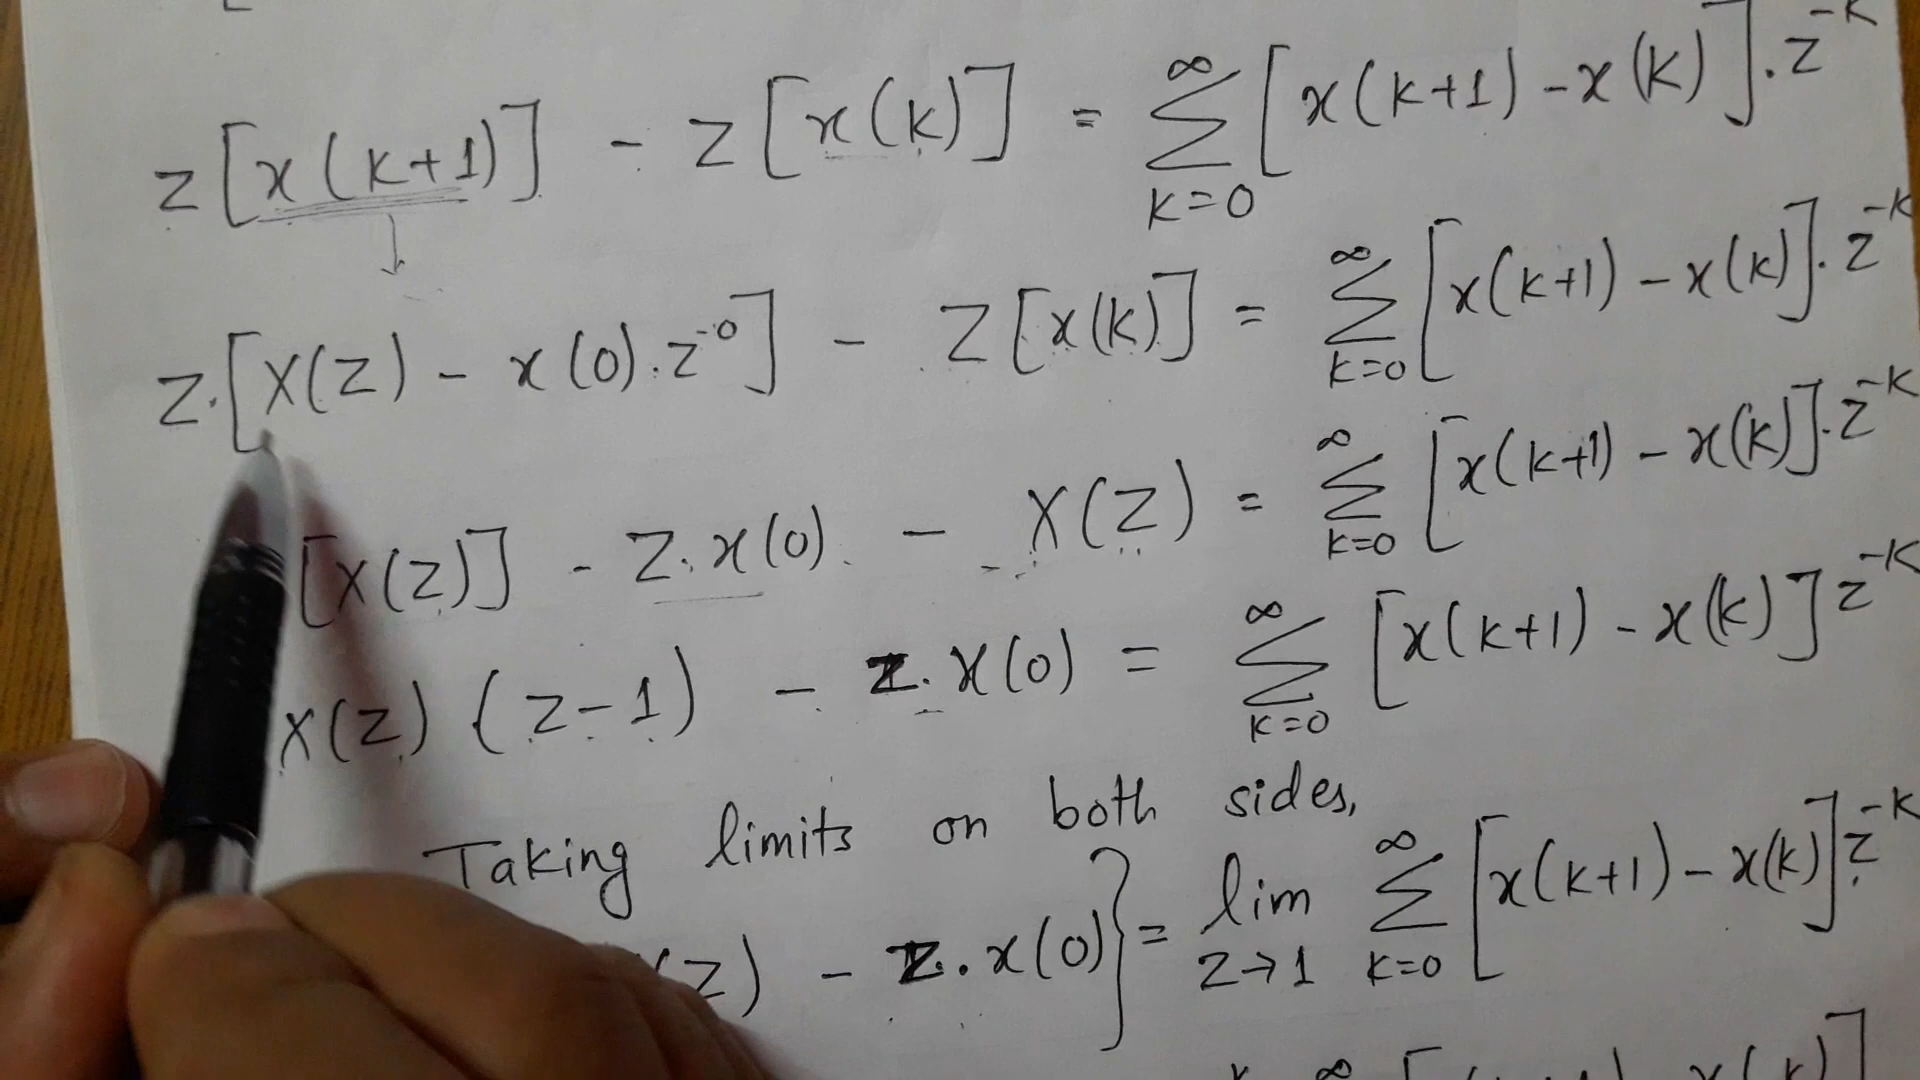 z[x(k+1)] - z[x(k)] = ∞∑k=0 [x(k+1) - x(k)].z^-k
z.[X(z) - x(0).z^-0] - z[x(k)] = ∞∑k=0 [x(k+1) - x(k)].z^-k
[X(z)] - z.x(0) - X(z) = ∞∑k=0 [x(k+1) - x(k)].z^-k
X(z) (z-1) - z.x(0) = ∞∑k=0 [x(k+1) - x(k)] z^-k
Taking limits on both sides,
z) - z.x(0)} = lim z→1 ∞∑k=0 [x(k+1) - x(k)] z^-k